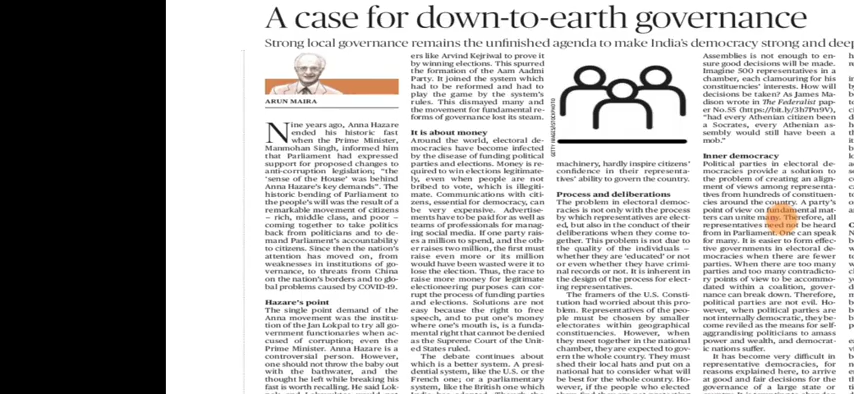 A case for down-to-earth governance
Strong local governance remains the unfinished agenda to make India's democracy strong and deep
ARUN MAIRA
Nine years ago, Anna Hazare
ended his historic fast
when the Prime Minister,
Manmohan Singh, informed him
that Parliament had expressed
support for proposed changes to
anti-corruption legislation; "the
'sense of the House' was behind
Anna Hazare's key demands". The
historic bending of Parliament to
the people's will was the result of a
remarkable movement of citizens
– rich, middle class, and poor –
coming together to take politics
back from politicians and to de-
mand Parliament's accountability
to citizens. Since then the nation's
attention has moved on, from
weaknesses in institutions of go-
vernance, to threats from China
on the nation's borders and to glo-
bal problems caused by COVID-19.
Hazare's point
The single point demand of the
Anna movement was the institu-
tion of the Jan Lokpal to try all go-
vernment functionaries when ac-
cused of corruption; even the
Prime Minister. Anna Hazare is a
controversial person. However,
one should not throw the baby out
with the bathwater, and the
thought he left while breaking his
fast is worth recalling. He said Lok-
ers like Arvind Kejriwal to prove it
by winning elections. This spurred
the formation of the Aam Aadmi
Party. It joined the system which
had to be reformed and had to
play the game by the system's
rules. This dismayed many and
the movement for fundamental re-
forms of governance lost its steam.
It is about money
Around the world, electoral de-
mocracies have become infected
by the disease of funding political
parties and elections. Money is re-
quired to win elections legitimate-
ly, even when people are not
bribed to vote, which is illegiti-
mate. Communications with citi-
zens, essential for democracy, can
be very expensive. Advertise-
ments have to be paid for as well as
teams of professionals for manag-
ing social media. If one party rais-
es a million to spend, and the oth-
er raises two million, the first must
raise even more or its million
would have been wasted were it to
lose the election. Thus, the race to
raise more money for legitimate
electioneering purposes can cor-
rupt the process of funding parties
and elections. Solutions are not
easy because the right to free
speech, and to put one's money
where one's mouth is, is a funda-
mental right that cannot be denied
as the Supreme Court of the Unit-
ed States ruled.
The debate continues about
which is a better system. A presi-
dential system, like the U.S. or the
French one; or a parliamentary
system, like the British one which
GETTY IMAGES/ISTOCKPHOTO
machinery, hardly inspire citizens'
confidence in their representa-
tives' ability to govern the country.
Process and deliberations
The problem in electoral democ-
racies is not only with the process
by which representatives are elect-
ed, but also in the conduct of their
deliberations when they come to-
gether. This problem is not due to
the quality of the individuals –
whether they are 'educated' or not
or even whether they have crimi-
nal records or not. It is inherent in
the design of the process for elect-
ing representatives.
The framers of the U.S. Consti-
tution had worried about this pro-
blem. Representatives of the peo-
ple must be chosen by smaller
electorates within geographical
constituencies. However, when
they meet together in the national
chamber, they are expected to gov-
ern the whole country. They must
shed their local hats and put on a
national hat to consider what will
be best for the whole country. Ho-
wever, if the people who elected
Assemblies is not enough to en-
sure good decisions will be made.
Imagine 500 representatives in a
chamber, each clamouring for his
constituencies' interests. How will
decisions be taken? As James Ma-
dison wrote in The Federalist pap-
er No.55 (https://bit.ly/3h7Pn9V),
"had every Athenian citizen been
a Socrates, every Athenian as-
sembly would still have been a
mob."
Inner democracy
Political parties in electoral de-
mocracies provide a solution to
the problem of creating an align-
ment of views among representa-
tives from hundreds of constituen-
cies around the country. A party's
point of view on fundamental mat-
ters can unite many. Therefore, all
representatives need not be heard
from in Parliament. One can speak
for many. It is easier to form effec-
tive governments in electoral de-
mocracies when there are fewer
parties. When there are too many
parties and too many contradicto-
ry points of view to be accommo-
dated within a coalition, gover-
nance can break down. Therefore,
political parties are not evil. Ho-
wever, when political parties are
not internally democratic, they be-
come reviled as the means for self-
aggrandising politicians to amass
power and wealth, and democrat-
ic nations suffer.
It has become very difficult in
representative democracies, for
reasons explained here, to arrive
at good and fair decisions for the
governance of a large state or